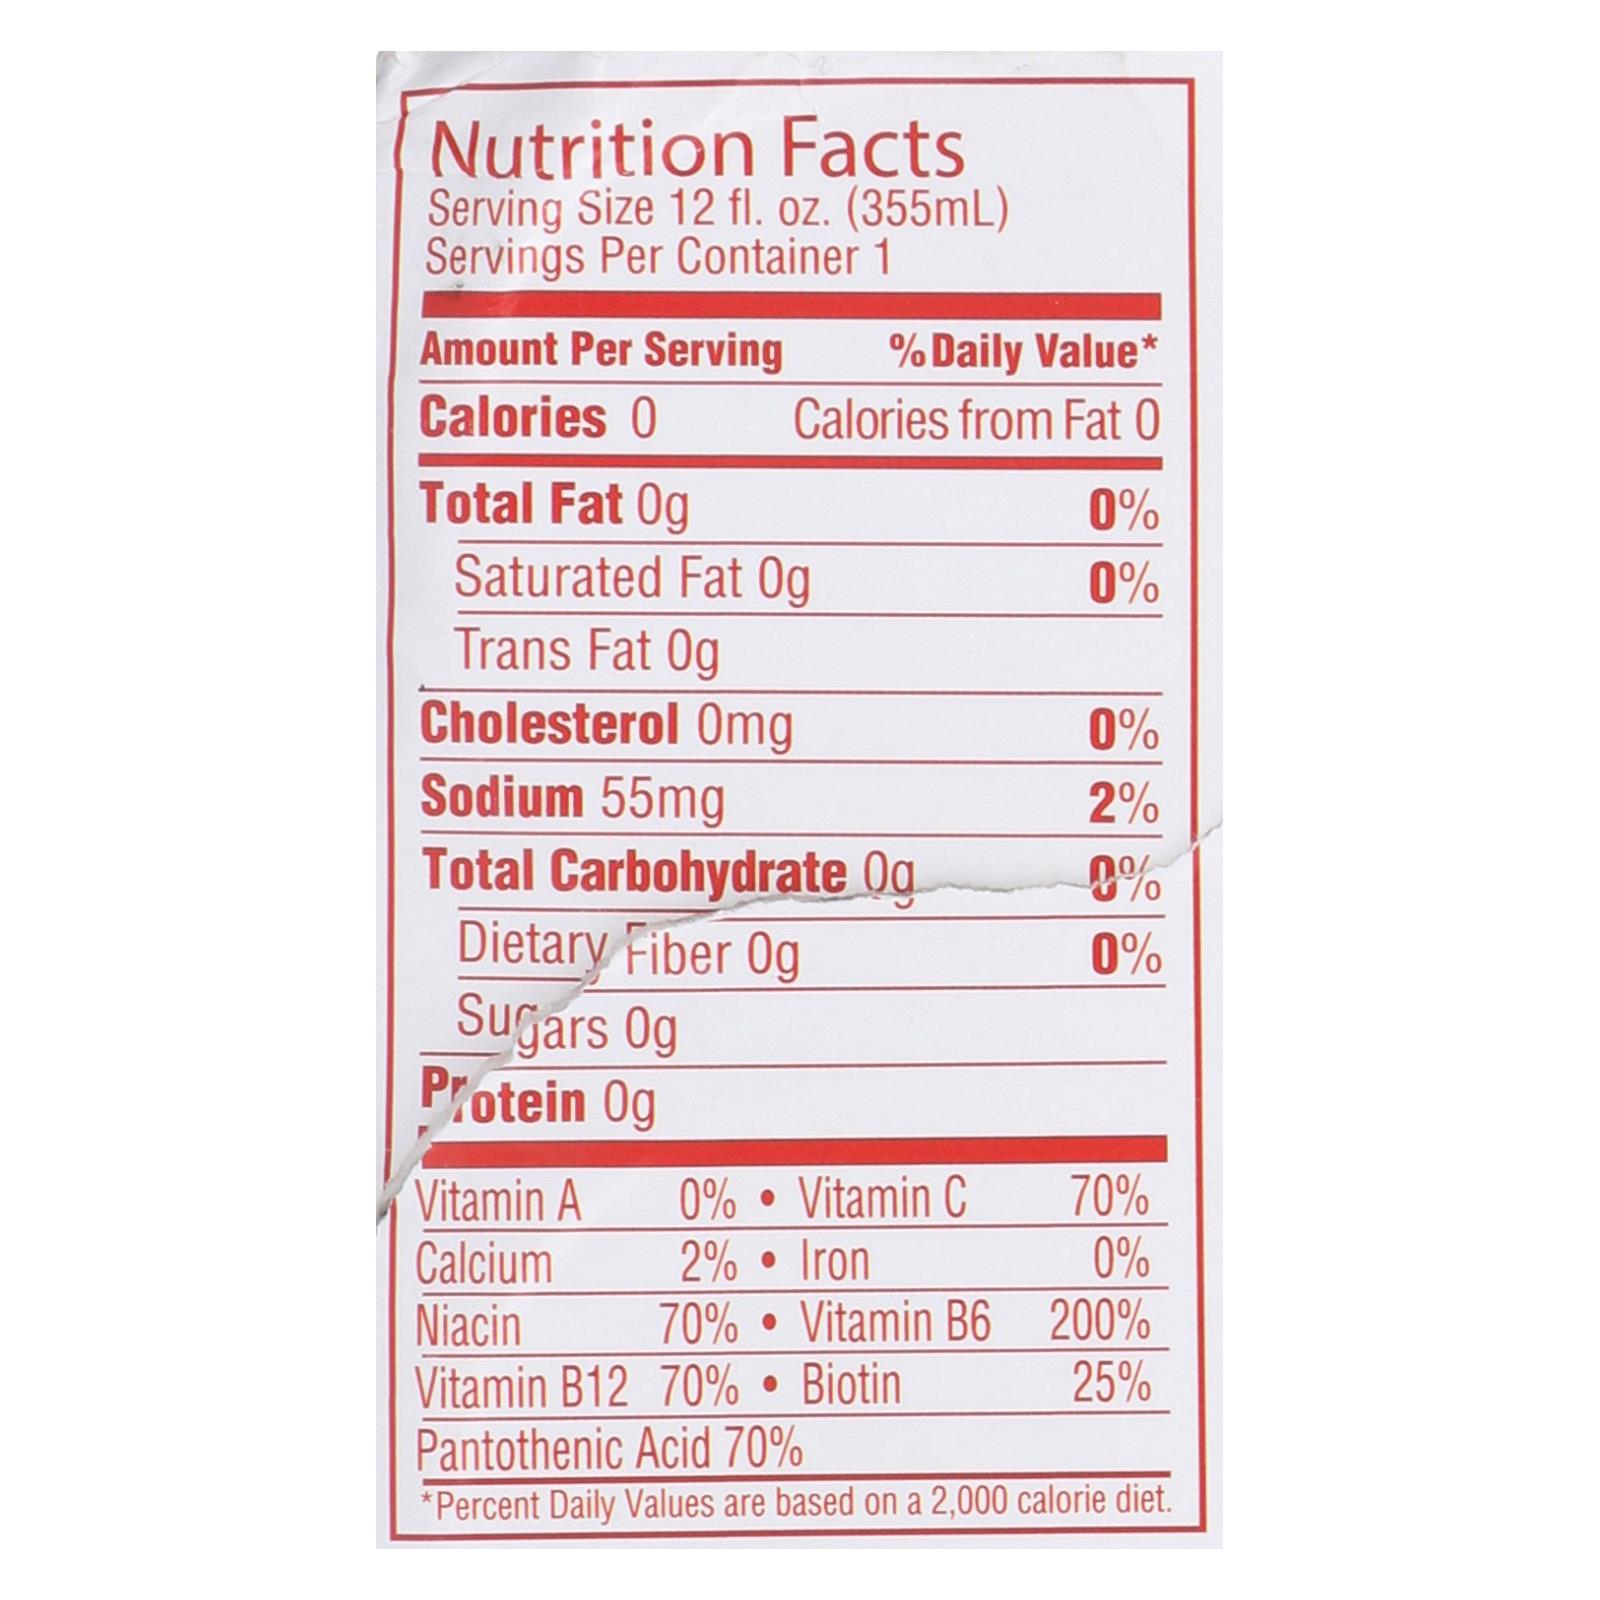 Nutrition Facts
Serving Size 12 fl. oz. (355mL)
Servings Per Container 1
Amount Per Serving % Daily Value*
Calories 0 Calories from Fat 0
Total Fat 0g 0%
Saturated Fat 0g 0%
Trans Fat 0g
Cholesterol 0mg 0%
Sodium 55mg 2%
Total Carbohydrate 0g 0%
Dietary Fiber 0g 0%
Sugars 0g
Protein 0g
Vitamin A 0% • Vitamin C 70%
Calcium 2% • Iron 0%
Niacin 70% • Vitamin B6 200%
Vitamin B12 70% • Biotin 25%
Pantothenic Acid 70%
*Percent Daily Values are based on a 2,000 calorie diet.